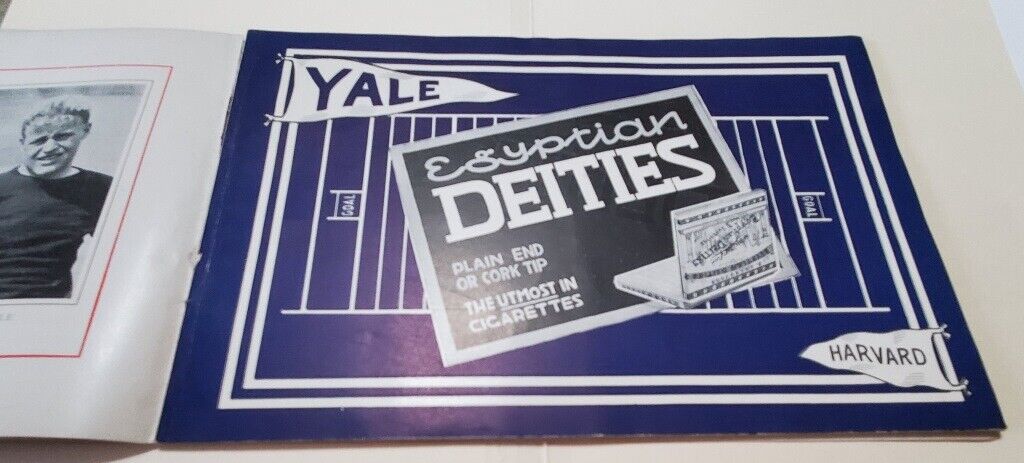 YALE
Egyptian
DEITIES
PLAIN END
OR CORK TIP
THE UTMOST IN
CIGARETTES
GOAL
GOAL
HARVARD